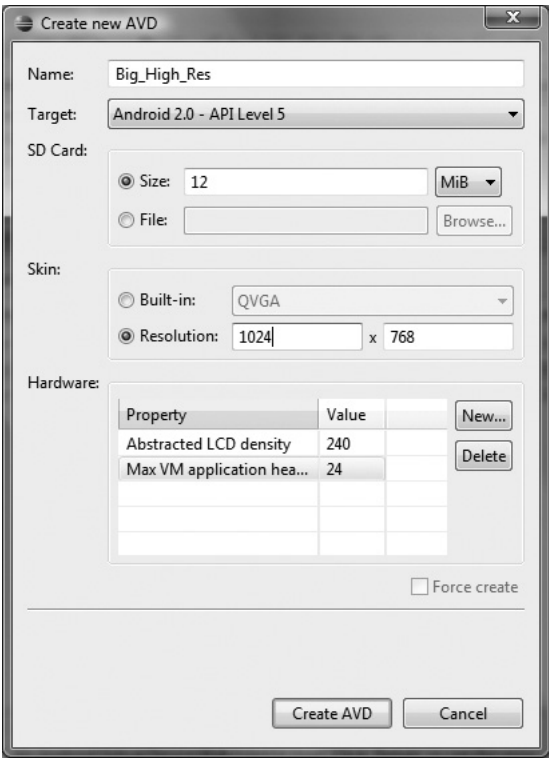 Create new AVD
Name: Big_High_Res
Target: Android 2.0 - API Level 5
SD Card:
Size: 12 MiB
File: Browse...
Skin:
Built-in: QVGA
Resolution: 1024 x 768
Hardware:
Property Value New...
Abstracted LCD density 240
Max VM application hea... 24
Delete
Force create
Create AVD Cancel